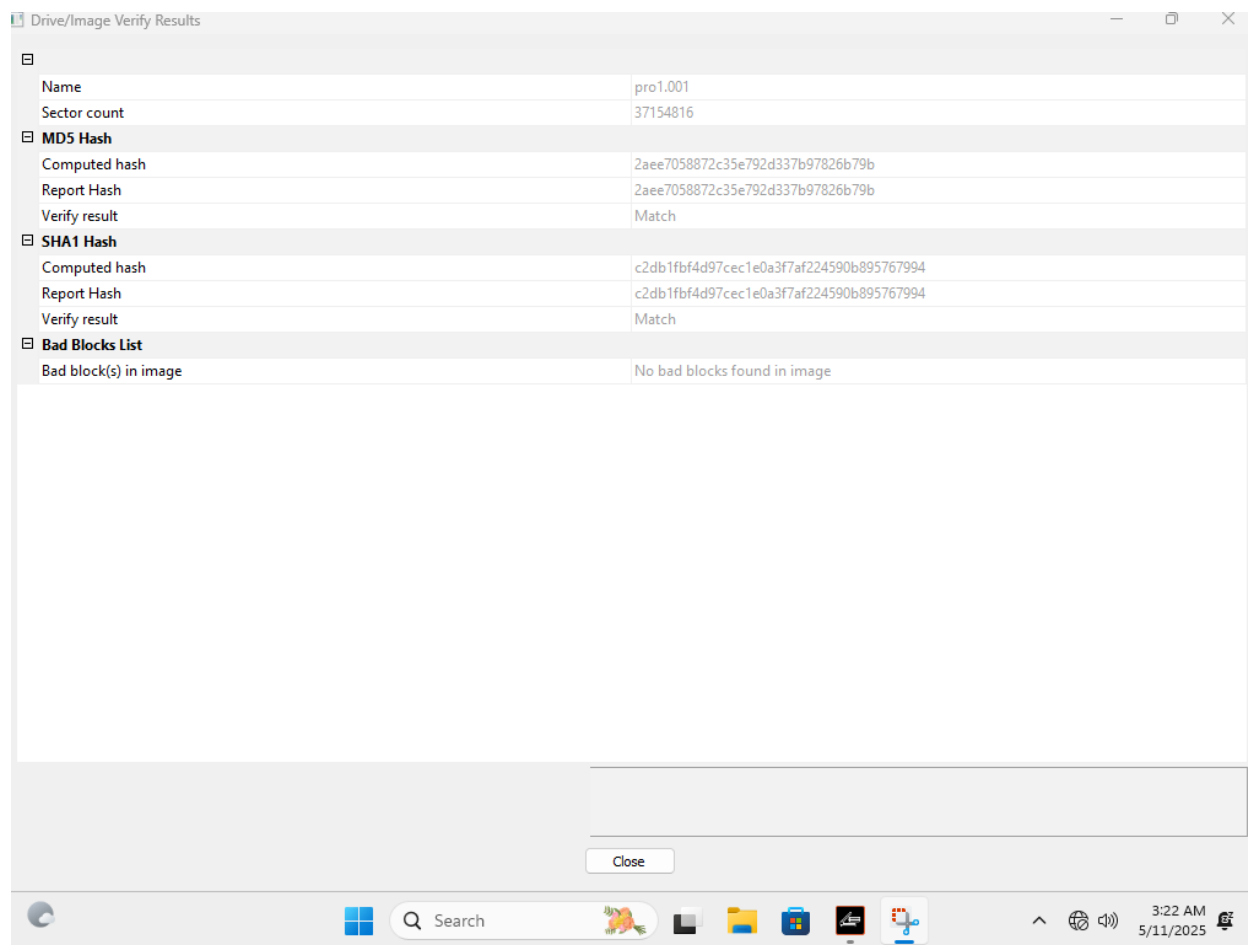 Drive/Image Verify Results
Name pro1.001
Sector count 37154816
MD5 Hash
Computed hash 2aee7058872c35e792d337b97826b79b
Report Hash 2aee7058872c35e792d337b97826b79b
Verify result Match
SHA1 Hash
Computed hash c2db1fbf4d97cec1e0a3f7af224590b895767994
Report Hash c2db1fbf4d97cec1e0a3f7af224590b895767994
Verify result Match
Bad Blocks List
Bad block(s) in image No bad blocks found in image
Close
Search
3:22 AM
5/11/2025